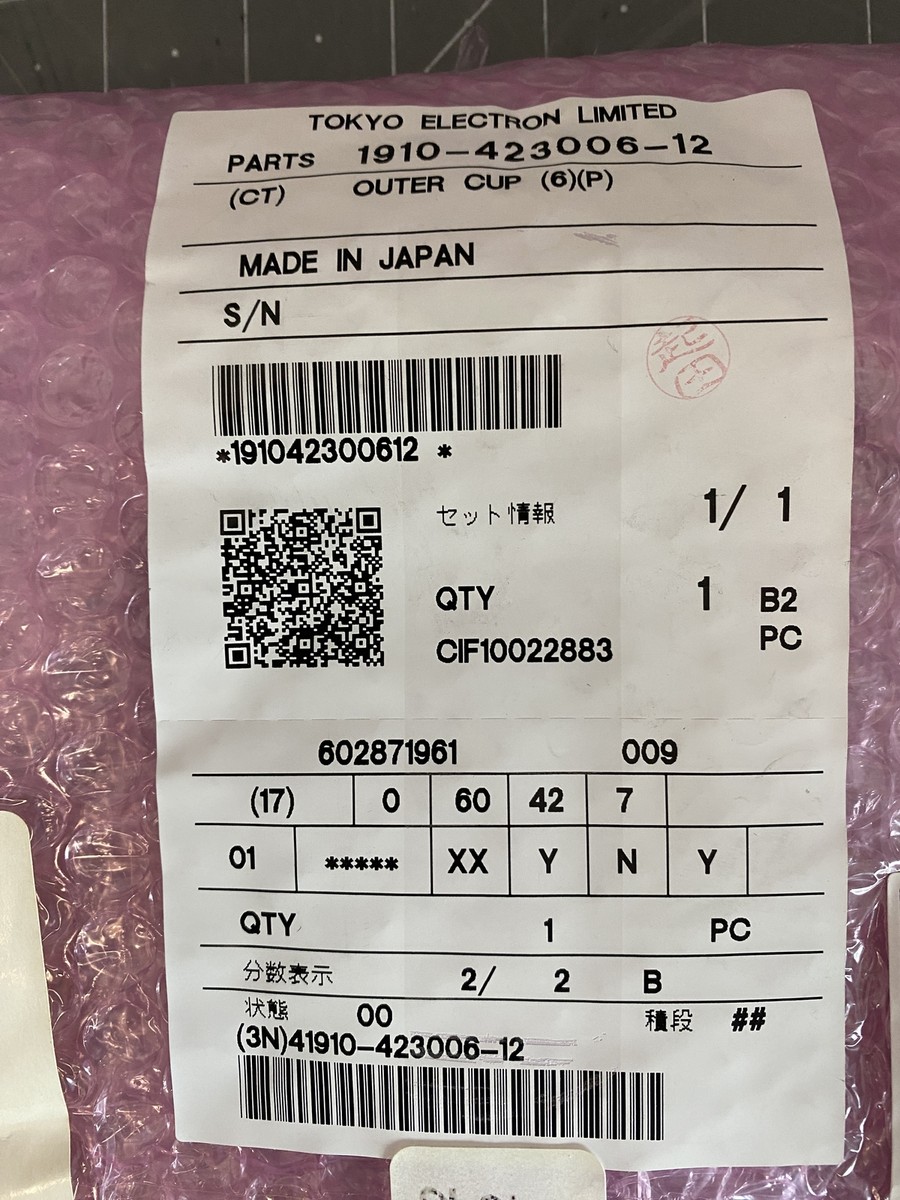 TOKYO ELECTRON LIMITED
PARTS 1910-423006-12
(CT) OUTER CUP (6)(P)
MADE IN JAPAN
S/N
*191042300612 *
セット情報 1/ 1
QTY 1 B2
CIF10022883 PC
602871961 009
(17) 0 60 42 7
01 ***** XX Y N Y
QTY 1 PC
分数表示 2/ 2 B
状態 00 積段 ##
(3N)41910-423006-12